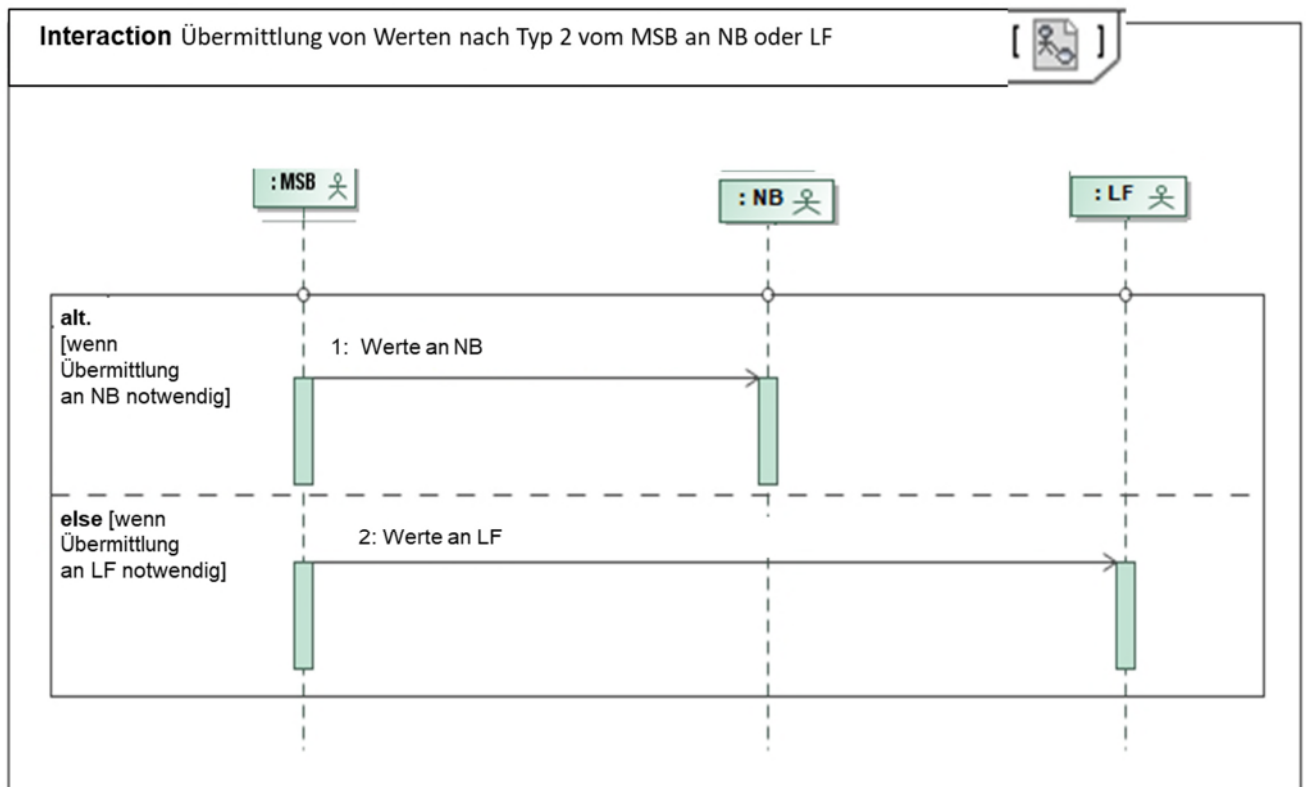 Interaction Übermittlung von Werten nach Typ 2 vom MSB an NB oder LF
[ ]
: MSB
: NB
: LF
alt.
[wenn
Übermittlung
an NB notwendig]
1: Werte an NB
else [wenn
Übermittlung
an LF notwendig]
2: Werte an LF